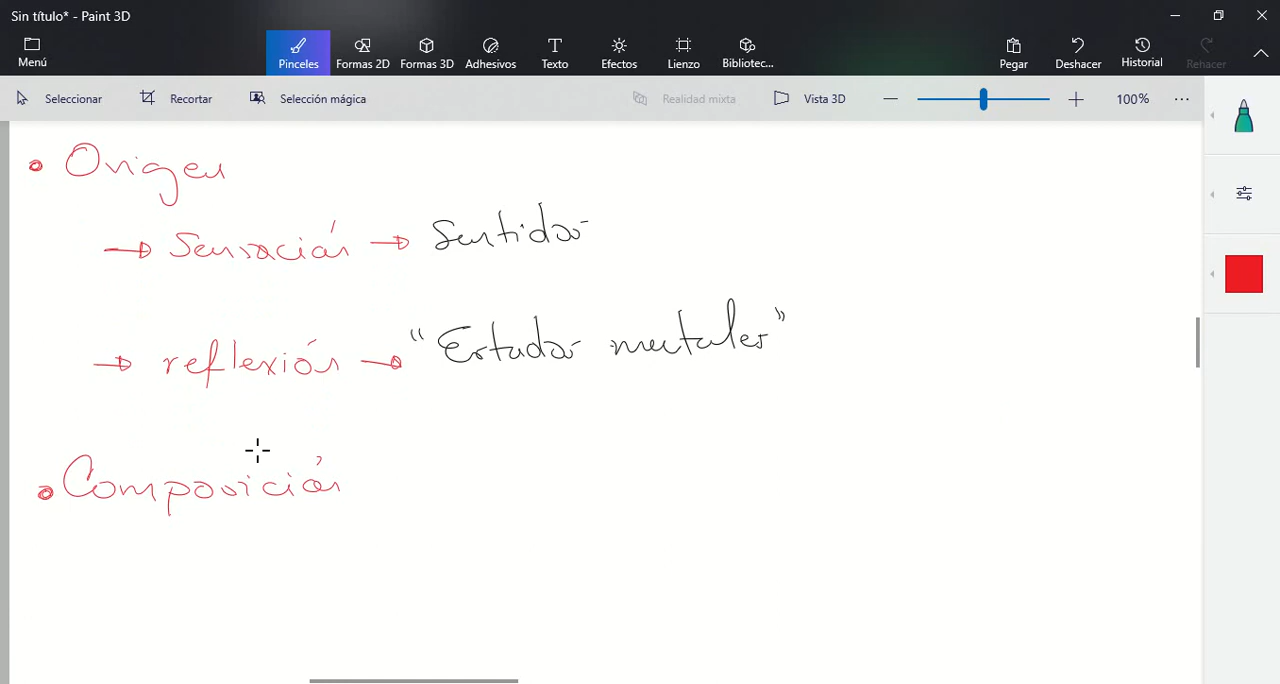 Sin título* - Paint 3D
Menú
Pinceles
Formas 2D
Formas 3D
Adhesivos
Texto
Efectos
Lienzo
Bibliotec...
Pegar
Deshacer
Historial
Rehacer
Seleccionar
Recortar
Selección mágica
Realidad mixta
Vista 3D
100%
• Origen
→ Sensación → Sentidos
→ reflexión → "Estados mentales"
• Composición